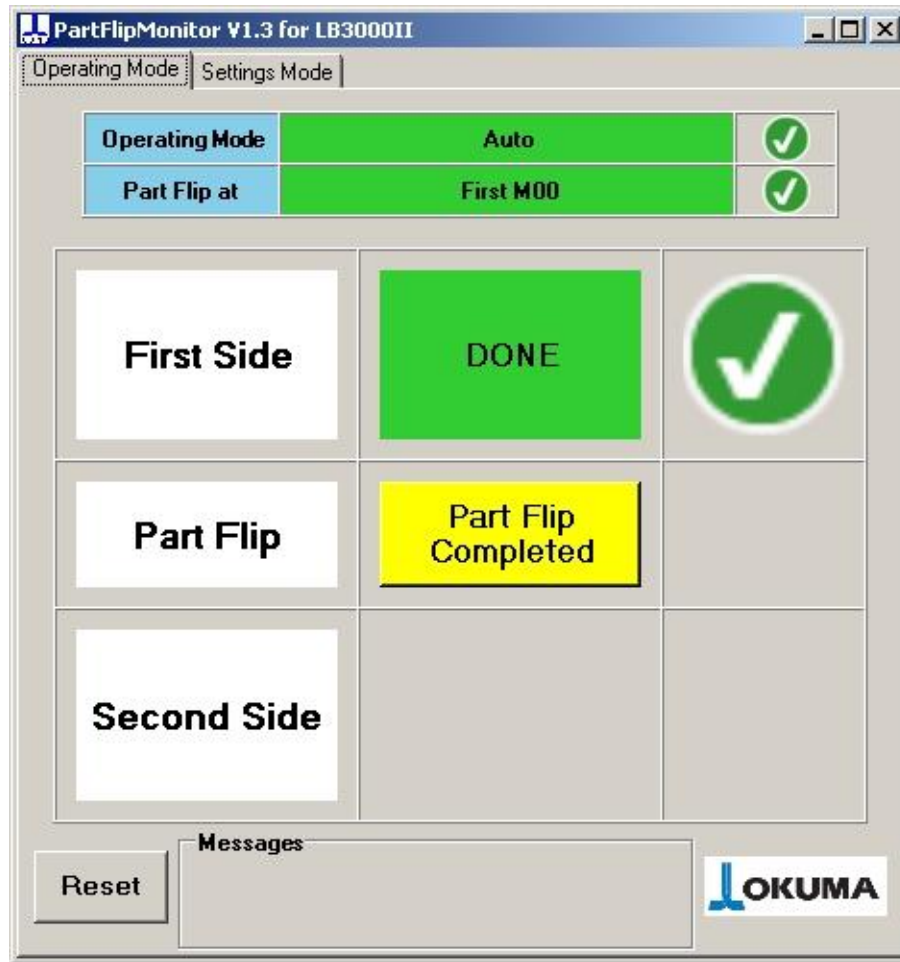 PartFlipMonitor V1.3 for LB3000II
Operating Mode Settings Mode
Operating Mode Auto
Part Flip at First M00
First Side DONE
Part Flip Part Flip
Completed
Second Side
Messages
Reset OKUMA